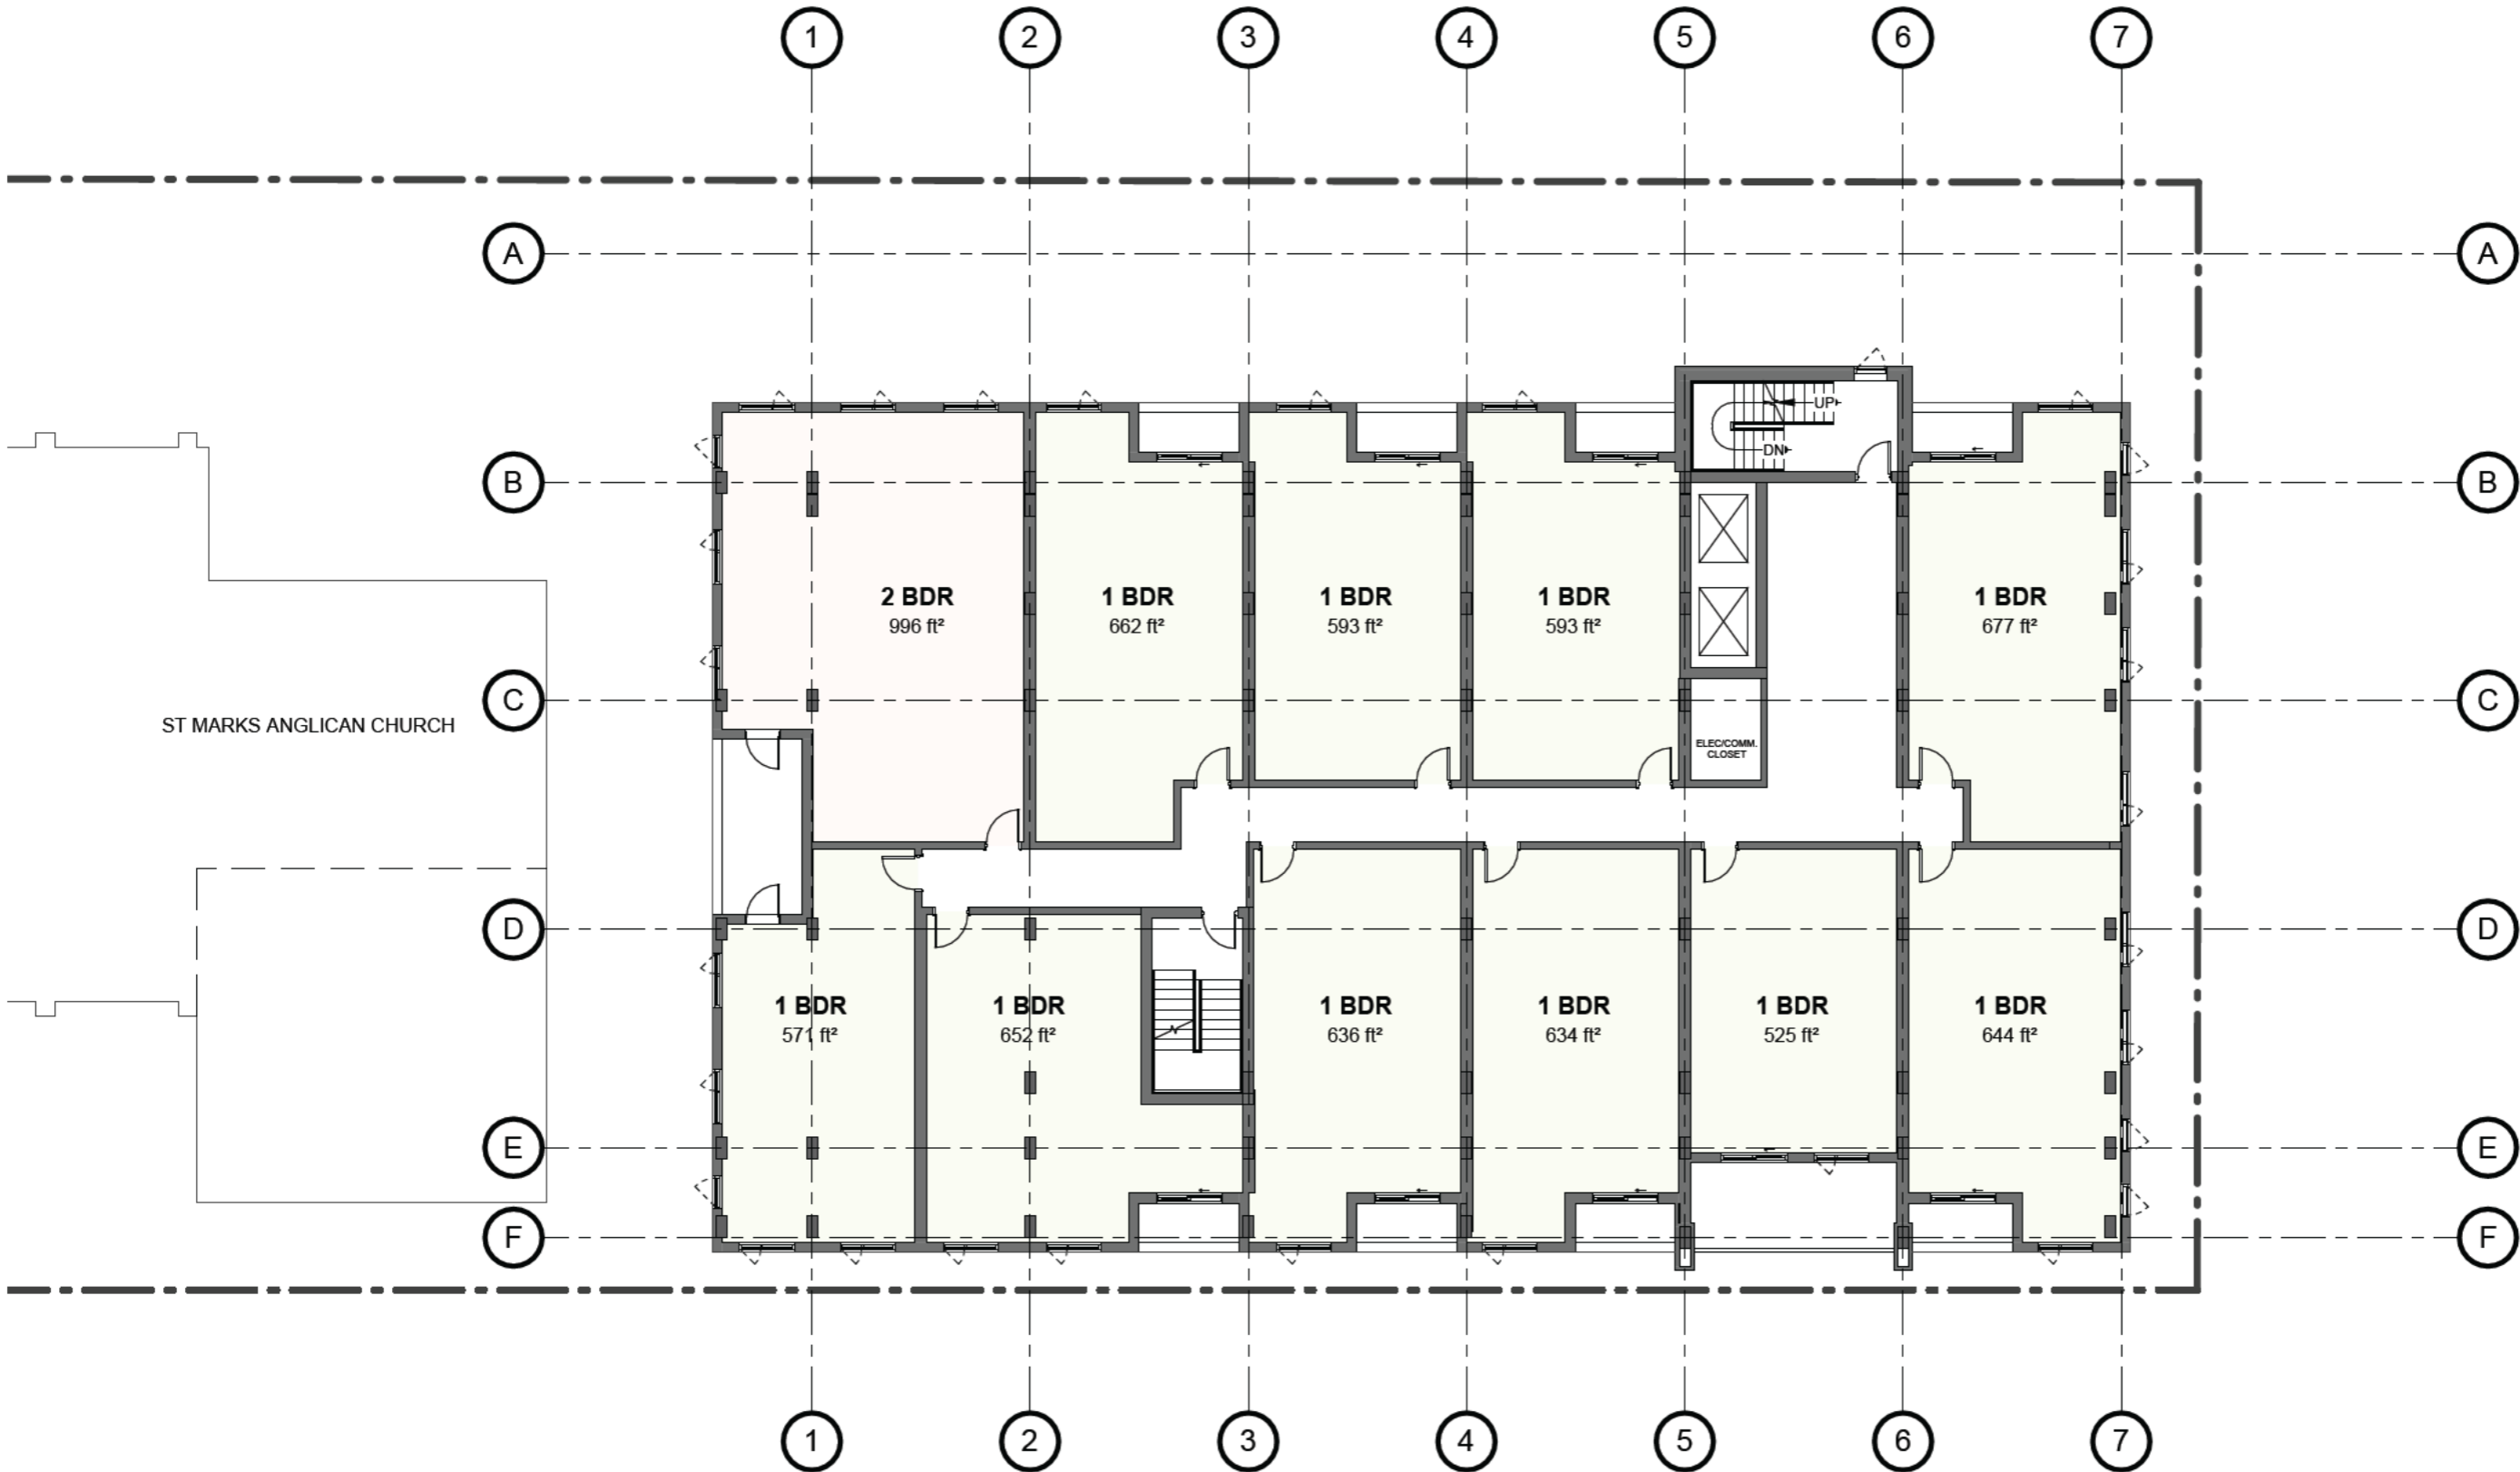 1 2 3 4 5 6 7
A A
UP
DN
B B
2 BDR 1 BDR 1 BDR 1 BDR 1 BDR
996 ft² 662 ft² 593 ft² 593 ft² 677 ft²
C C
ST MARKS ANGLICAN CHURCH
ELEC/COMM.
CLOSET
D D
1 BDR 1 BDR 1 BDR 1 BDR 1 BDR 1 BDR
571 ft² 652 ft² 636 ft² 634 ft² 525 ft² 644 ft²
E E
F F
1 2 3 4 5 6 7